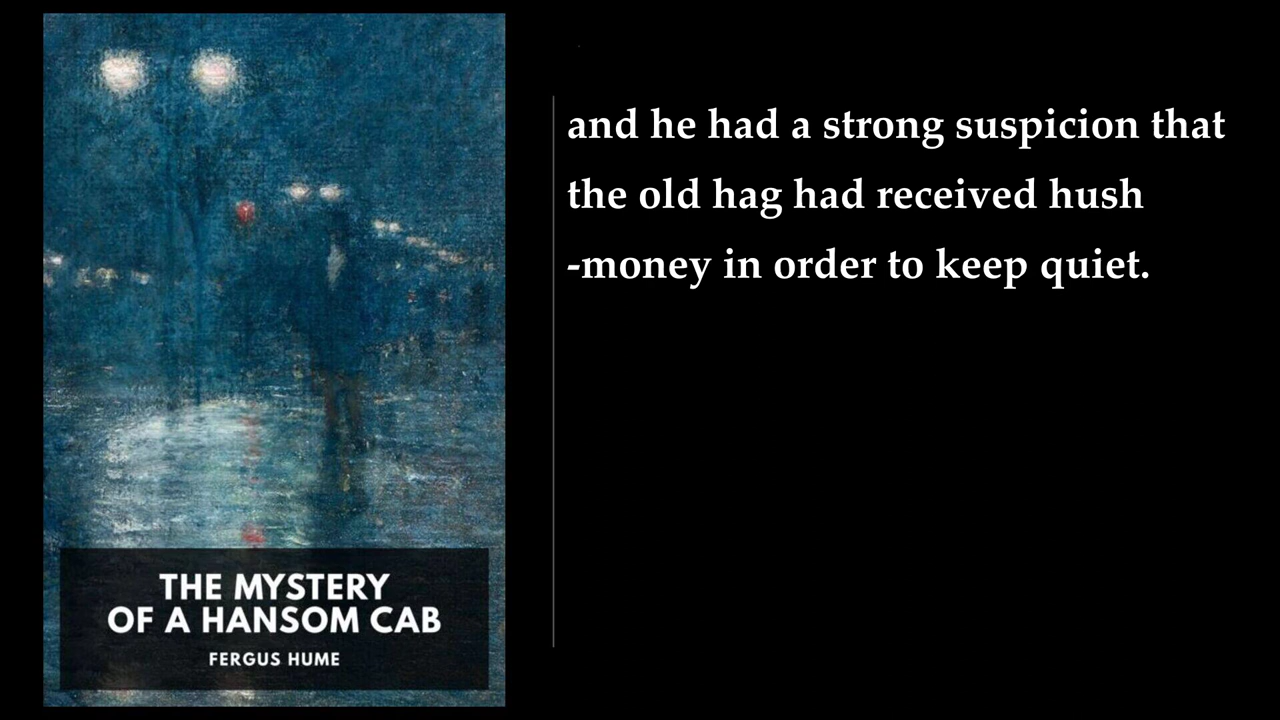 and he had a strong suspicion that
the old hag had received hush
-money in order to keep quiet.
THE MYSTERY
OF A HANSOM CAB
FERGUS HUME